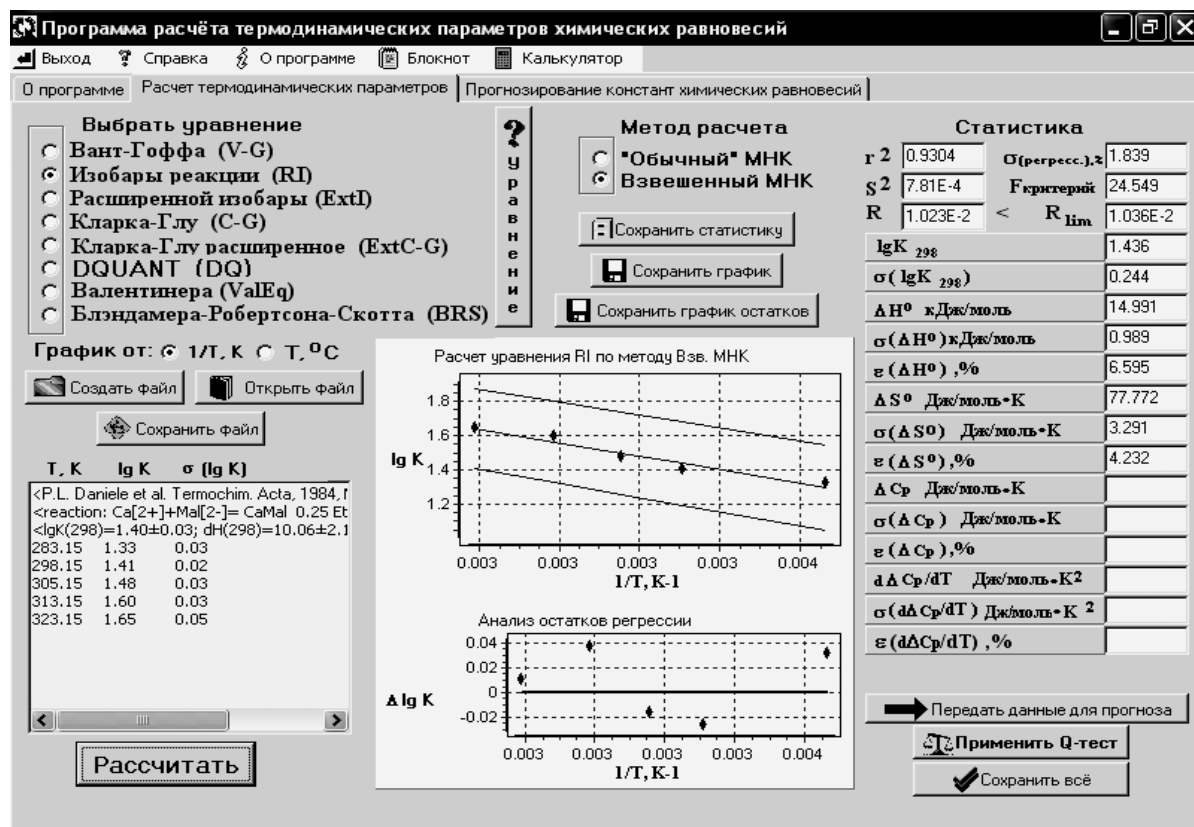 Программа расчёта термодинамических параметров химических равновесий
Выход Справка О программе Блокнот Калькулятор
О программе Расчет термодинамических параметров Прогнозирование констант химических равновесий
Выбрать уравнение
Вант-Гоффа (V-G)
Изобары реакции (RI)
Расширенной изобары (ExtI)
Кларка-Глу (C-G)
Кларка-Глу расширенное (ExtC-G)
DQUANT (DQ)
Валентинера (ValEq)
Блэндамера-Робертсона-Скотта (BRS)
? уравнение
График от: 1/T, K T, ⁰C
Создать файл Открыть файл
Сохранить файл
T, K lg K σ (lg K)
<P.L. Daniele et al. Termochim. Acta, 1984,
<reaction: Ca[2+]+Mal[2-]= CaMal 0.25 Et
<lgK(298)=1.40±0.03; dH(298)=10.06±2.1
283.15 1.33 0.03
298.15 1.41 0.02
305.15 1.48 0.03
313.15 1.60 0.03
323.15 1.65 0.05
Рассчитать
Метод расчета
"Обычный" МНК
Взвешенный МНК
Сохранить статистику
Сохранить график
Сохранить график остатков
Расчет уравнения RI по методу Взв. МНК
1.8
1.6
lg K 1.4
1.2
0.003 0.003 0.003 0.003 0.004
1/T, K-1
Анализ остатков регрессии
0.04
0.02
0
Δ lg K -0.02
0.003 0.003 0.003 0.003 0.004
1/T, K-1
Статистика
r 2 0.9304 σ(регресс.),% 1.839
S2 7.81E-4 Fкритерий 24.549
R 1.023E-2 < R lim 1.036E-2
lgK 298 1.436
σ( lgK 298) 0.244
ΔH⁰ кДж/моль 14.991
σ(ΔH⁰)кДж/моль 0.989
ε(ΔH⁰) ,% 6.595
ΔS⁰ Дж/моль•К 77.772
σ(ΔS⁰) Дж/моль•К 3.291
ε(ΔS⁰),% 4.232
ΔCp Дж/моль•К
σ(ΔCp ) Дж/моль•К
ε(ΔCp),%
dΔCp/dT Дж/моль•К2
σ(dΔCp/dT ) Дж/моль•К 2
ε(dΔCp/dT) ,%
Передать данные для прогноза
Применить Q-тест
Сохранить всё